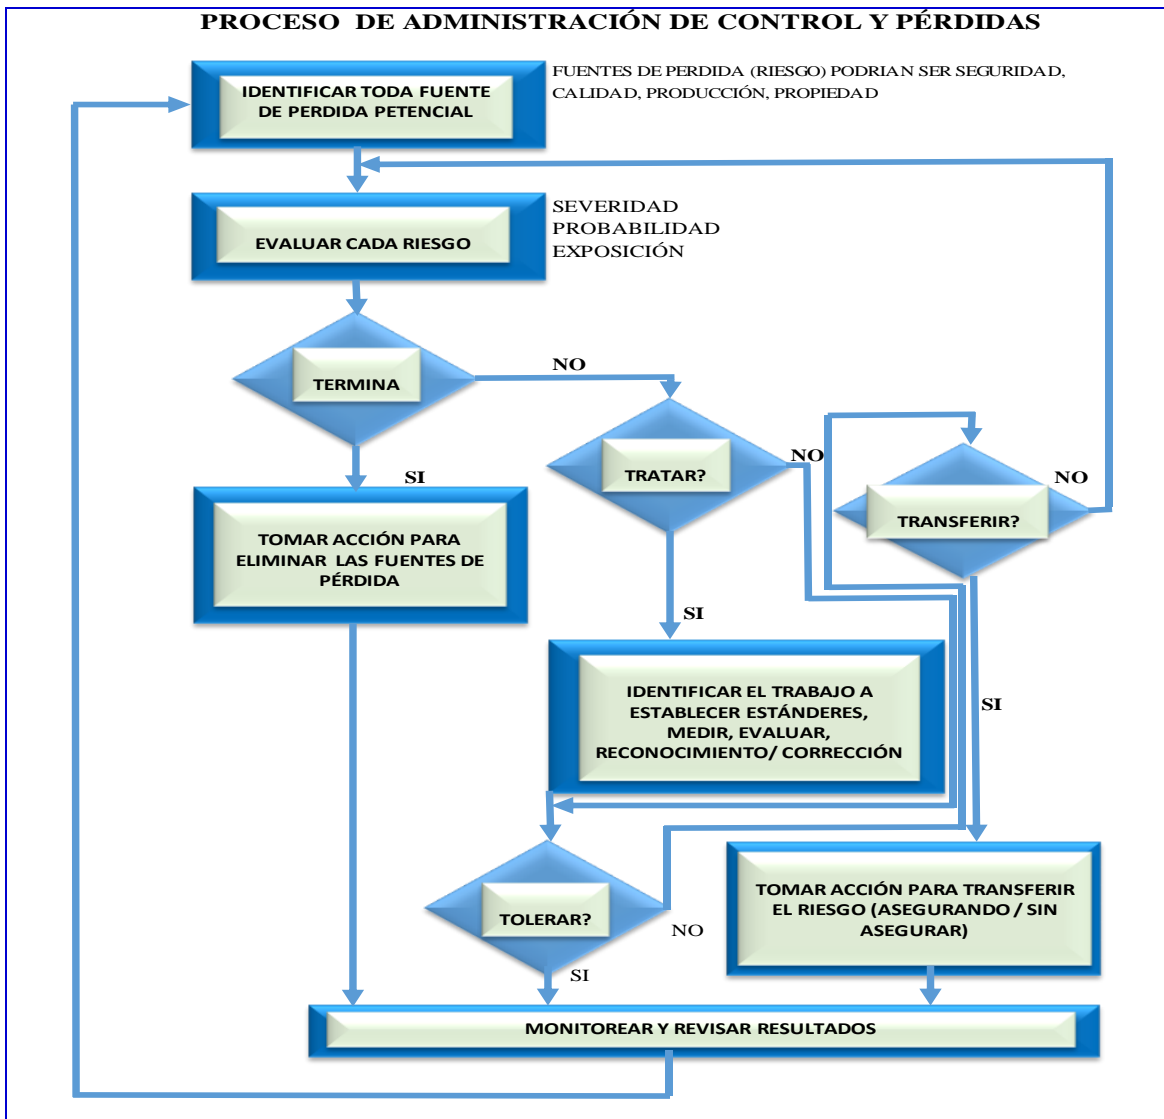 PROCESO DE ADMINISTRACIÓN DE CONTROL Y PÉRDIDAS
IDENTIFICAR TODA FUENTE
DE PERDIDA PETENCIAL
FUENTES DE PERDIDA (RIESGO) PODRIAN SER SEGURIDAD,
CALIDAD, PRODUCCIÓN, PROPIEDAD
EVALUAR CADA RIESGO
SEVERIDAD
PROBABILIDAD
EXPOSICIÓN
TERMINA
NO
SI
TRATAR?
NO
TRANSFERIR?
NO
TOMAR ACCIÓN PARA
ELIMINAR LAS FUENTES DE
PÉRDIDA
SI
IDENTIFICAR EL TRABAJO A
ESTABLECER ESTÁNDERES,
MEDIR, EVALUAR,
RECONOCIMIENTO/ CORRECCIÓN
SI
TOLERAR?
NO
SI
TOMAR ACCIÓN PARA TRANSFERIR
EL RIESGO (ASEGURANDO / SIN
ASEGURAR)
MONITOREAR Y REVISAR RESULTADOS